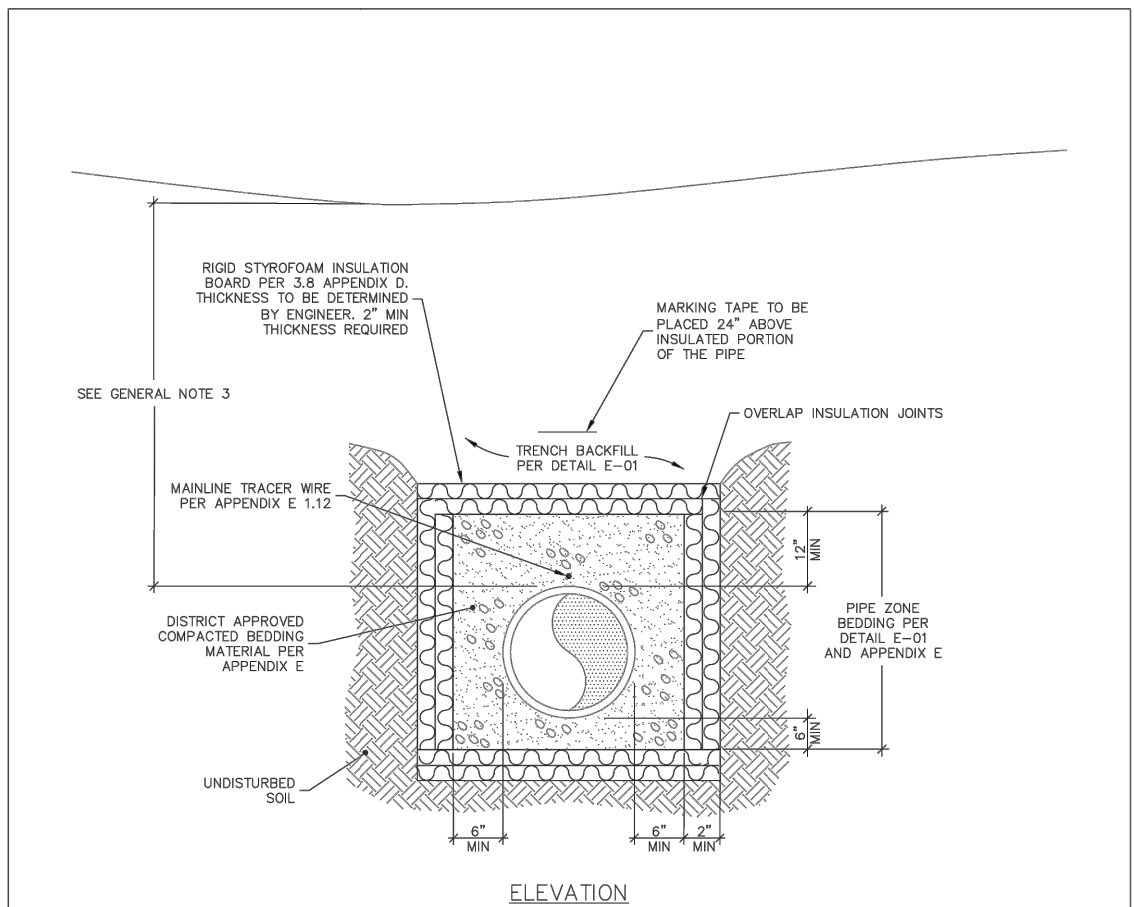 RIGID STYROFOAM INSULATION
BOARD PER 3.8 APPENDIX D.
THICKNESS TO BE DETERMINED
BY ENGINEER. 2" MIN
THICKNESS REQUIRED
MARKING TAPE TO BE
PLACED 24" ABOVE
INSULATED PORTION
OF THE PIPE
SEE GENERAL NOTE 3
OVERLAP INSULATION JOINTS
TRENCH BACKFILL
PER DETAIL E-01
MAINLINE TRACER WIRE
PER APPENDIX E 1.12
12"
MIN
DISTRICT APPROVED
COMPACTED BEDDING
MATERIAL PER
APPENDIX E
PIPE ZONE
BEDDING PER
DETAIL E-01
AND APPENDIX E
6"
MIN
UNDISTURBED
SOIL
6"
MIN
6"
MIN
2"
MIN
ELEVATION